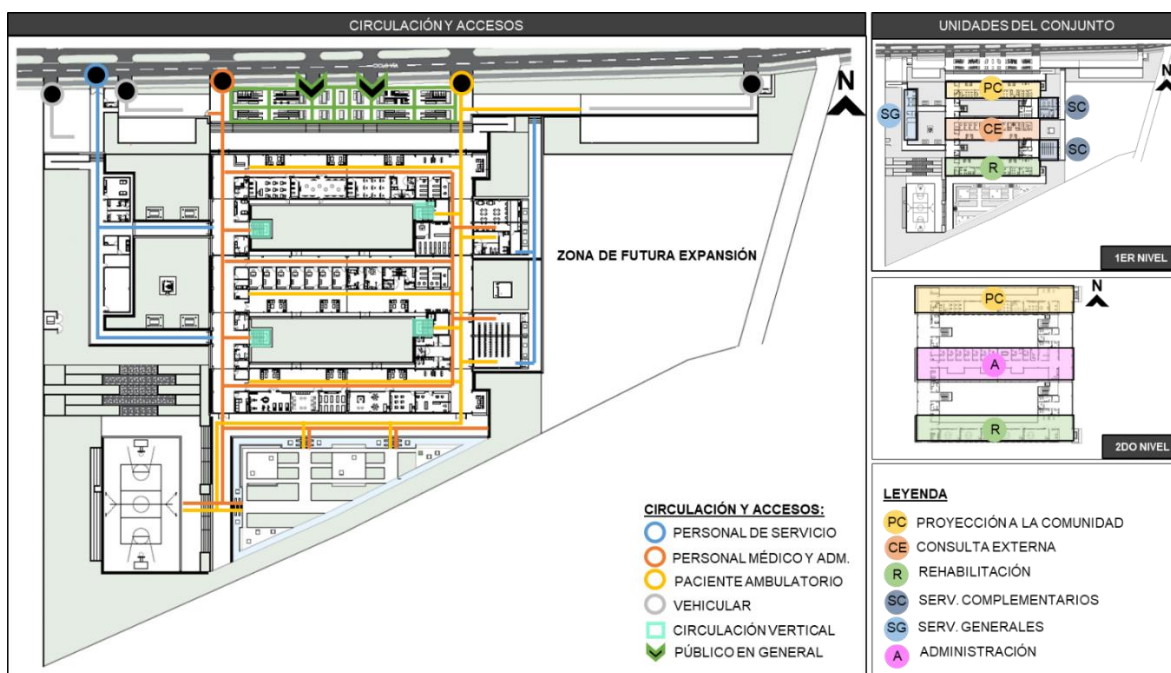 CIRCULACIÓN Y ACCESOS
N
ZONA DE FUTURA EXPANSIÓN
CIRCULACIÓN Y ACCESOS:
PERSONAL DE SERVICIO
PERSONAL MÉDICO Y ADM.
PACIENTE AMBULATORIO
VEHICULAR
CIRCULACIÓN VERTICAL
PÚBLICO EN GENERAL
UNIDADES DEL CONJUNTO
N
PC
SC
SG
CE
SC
R
1ER NIVEL
N
PC
A
R
2DO NIVEL
LEYENDA
PC PROYECCIÓN A LA COMUNIDAD
CE CONSULTA EXTERNA
R REHABILITACIÓN
SC SERV. COMPLEMENTARIOS
SG SERV. GENERALES
A ADMINISTRACIÓN